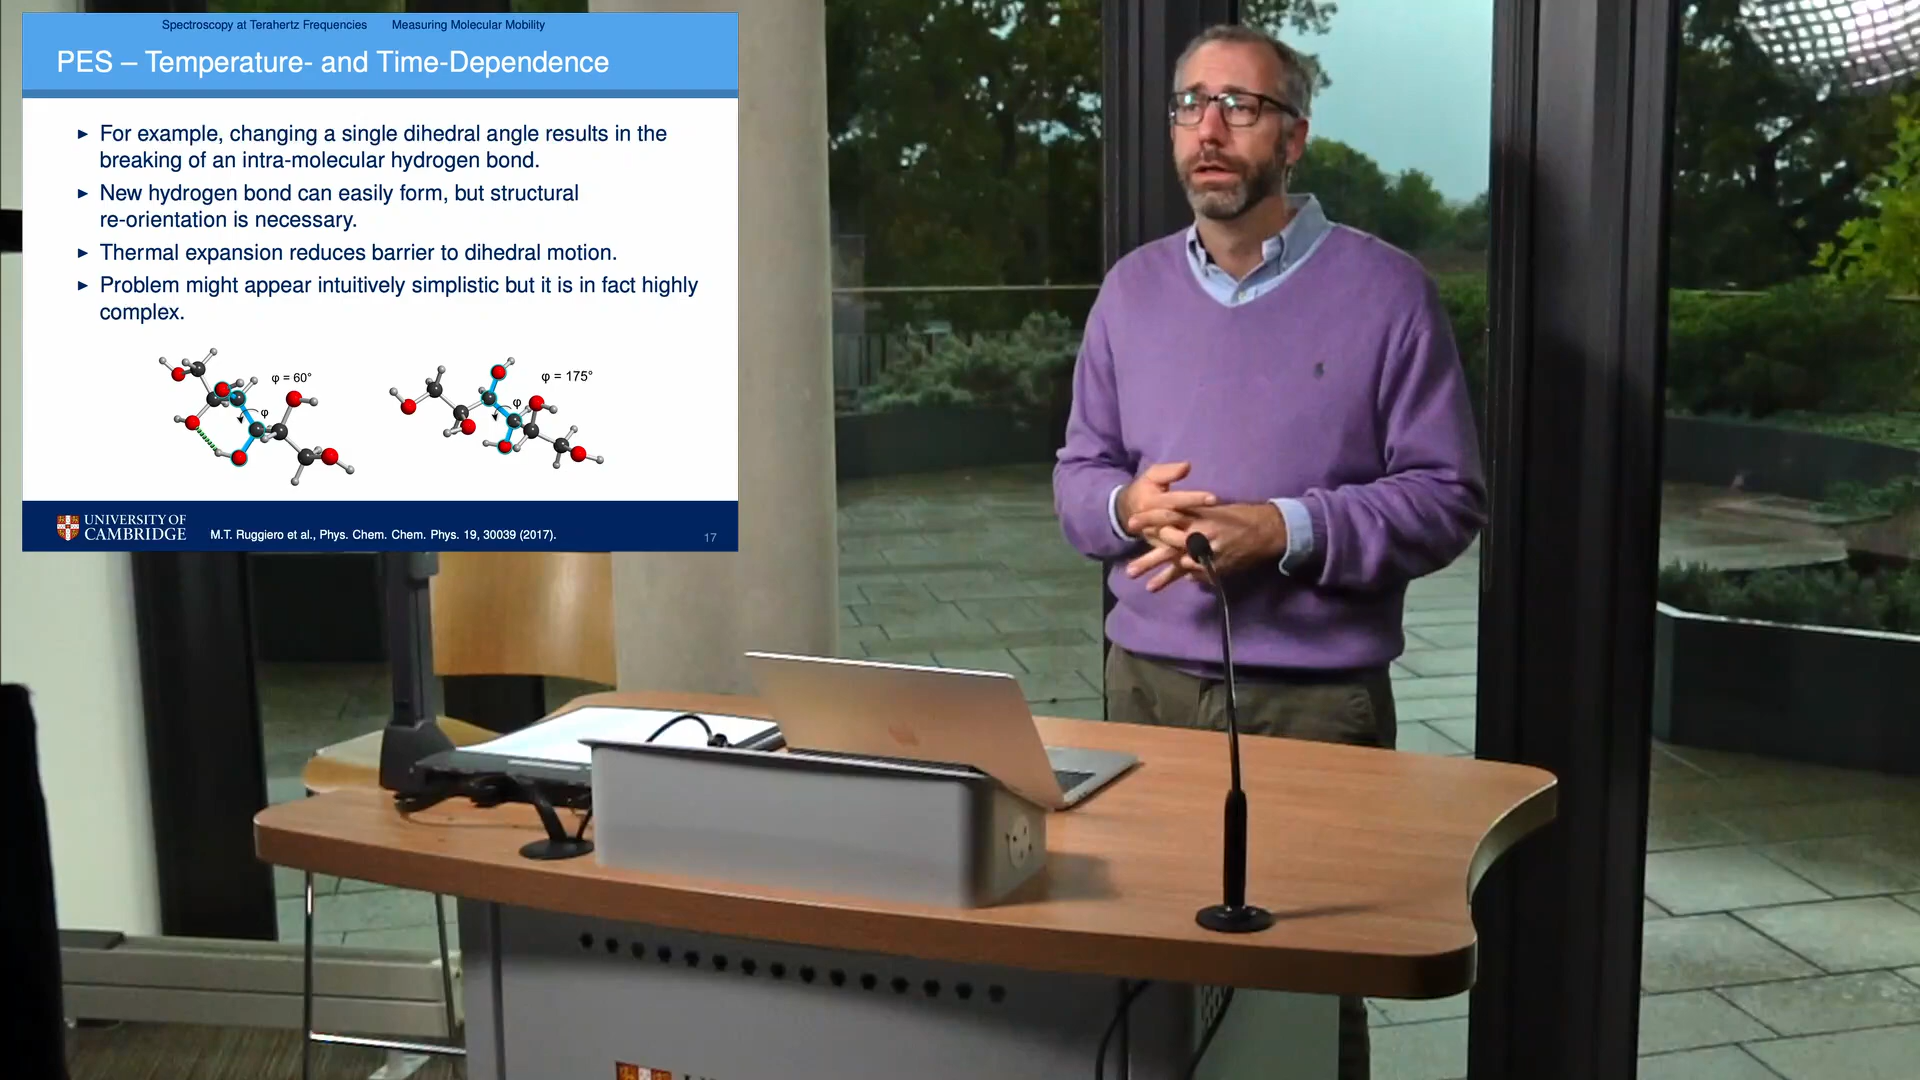 Spectroscopy at Terahertz Frequencies Measuring Molecular Mobility
PES – Temperature- and Time-Dependence
► For example, changing a single dihedral angle results in the
breaking of an intra-molecular hydrogen bond.
► New hydrogen bond can easily form, but structural
re-orientation is necessary.
► Thermal expansion reduces barrier to dihedral motion.
► Problem might appear intuitively simplistic but it is in fact highly
complex.
φ = 60°
φ
φ = 175°
φ
UNIVERSITY OF
CAMBRIDGE
M.T. Ruggiero et al., Phys. Chem. Chem. Phys. 19, 30039 (2017).
17